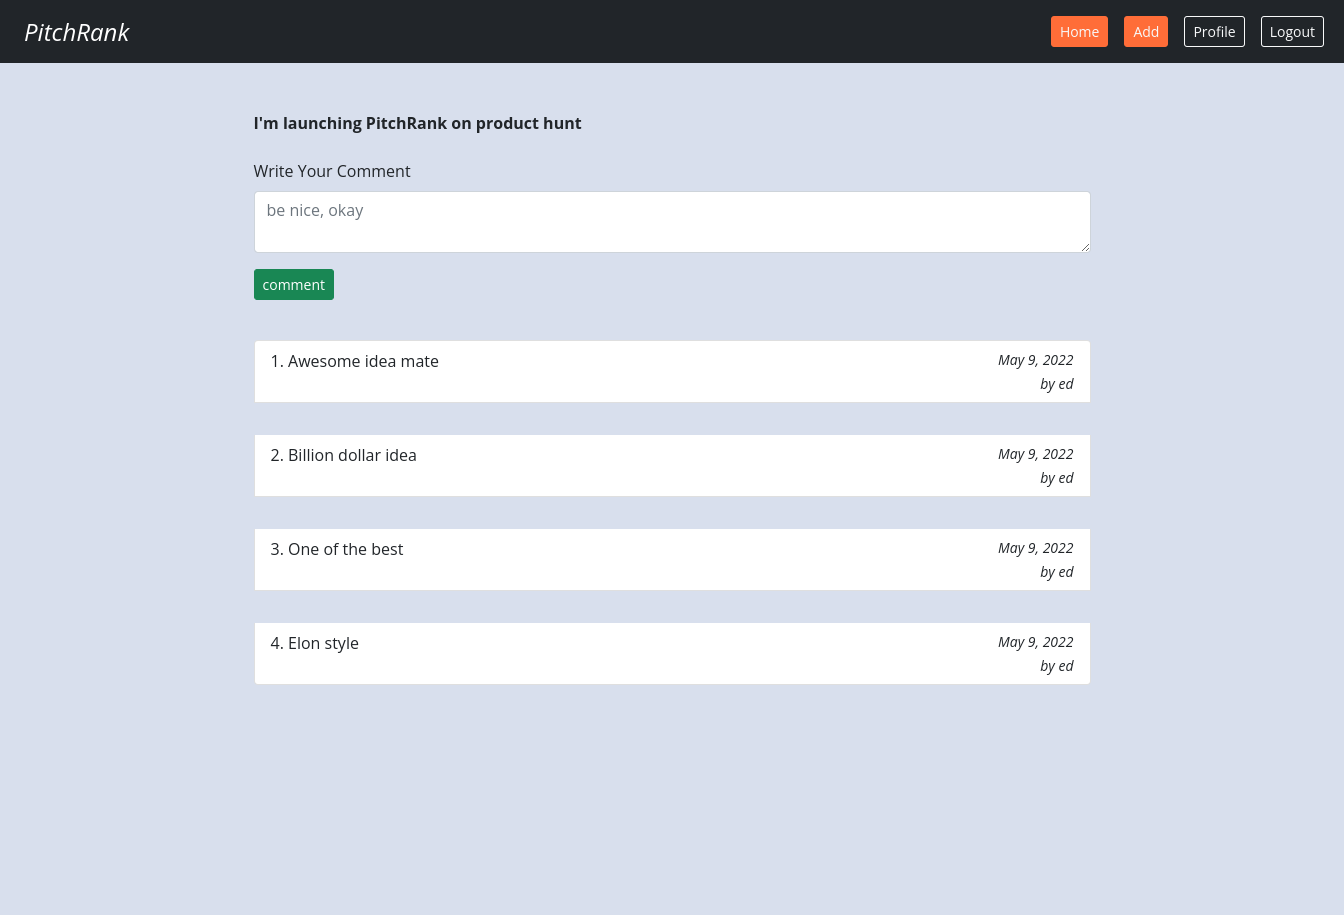 PitchRank
Home Add Profile Logout
I'm launching PitchRank on product hunt
Write Your Comment
be nice, okay
comment
1. Awesome idea mate
May 9, 2022
by ed
2. Billion dollar idea
May 9, 2022
by ed
3. One of the best
May 9, 2022
by ed
4. Elon style
May 9, 2022
by ed